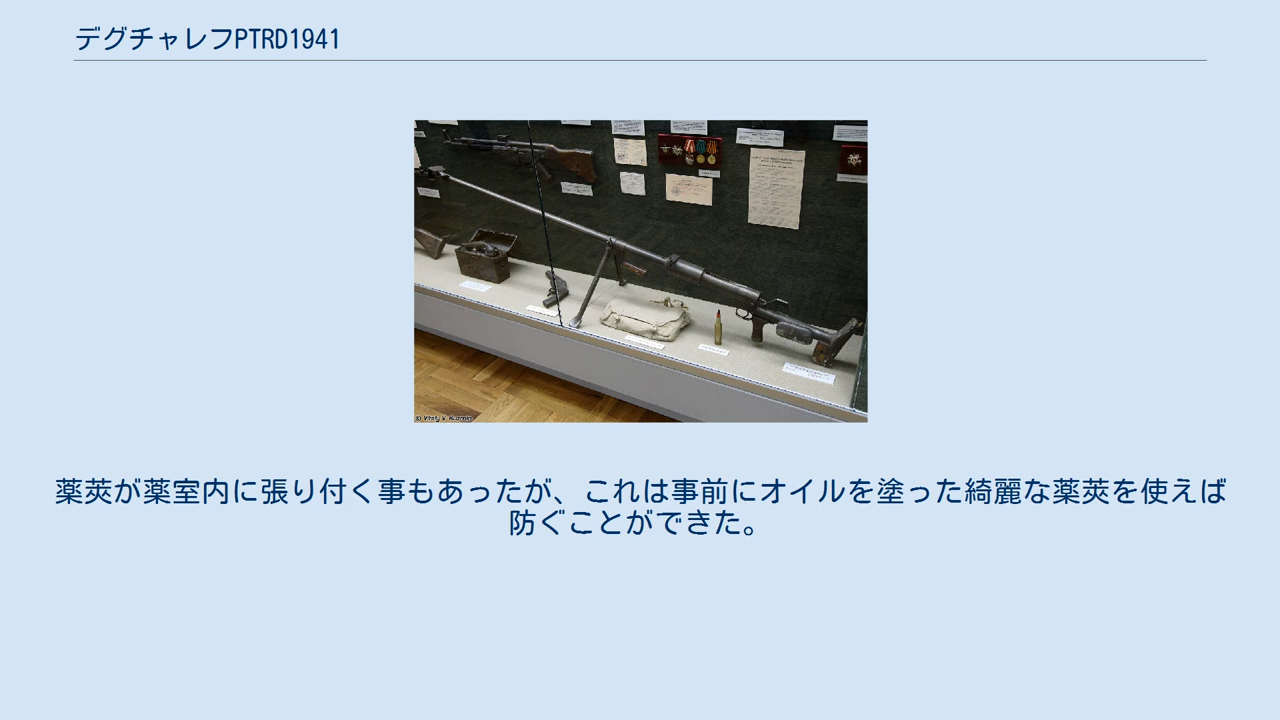 デグチャレフPTRD1941
© Vitaly V. Kuzmin
薬莢が薬室内に張り付く事もあったが、これは事前にオイルを塗った綺麗な薬莢を使えば
防ぐことができた。